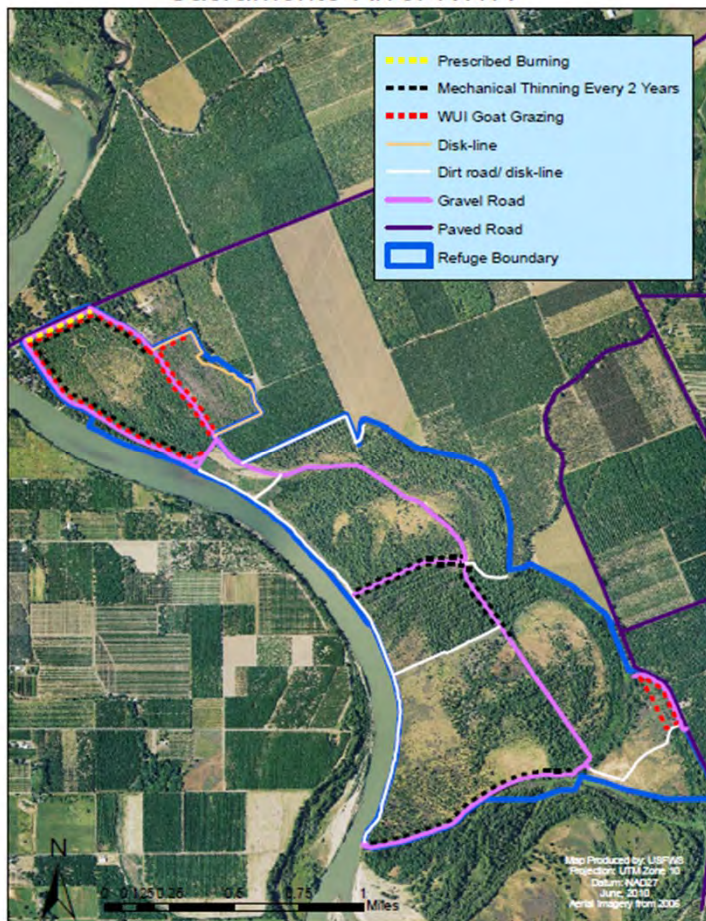 Prescribed Burning
Mechanical Thinning Every 2 Years
WUI Goat Grazing
Disk-line
Dirt road/ disk-line
Gravel Road
Paved Road
Refuge Boundary
N
0 0.125 0.25 0.5 0.75 1
Miles
Map Produced by: USFWS
Projection: UTM Zone 10
Datum: NAD27
June, 2010
Aerial Imagery from 2006